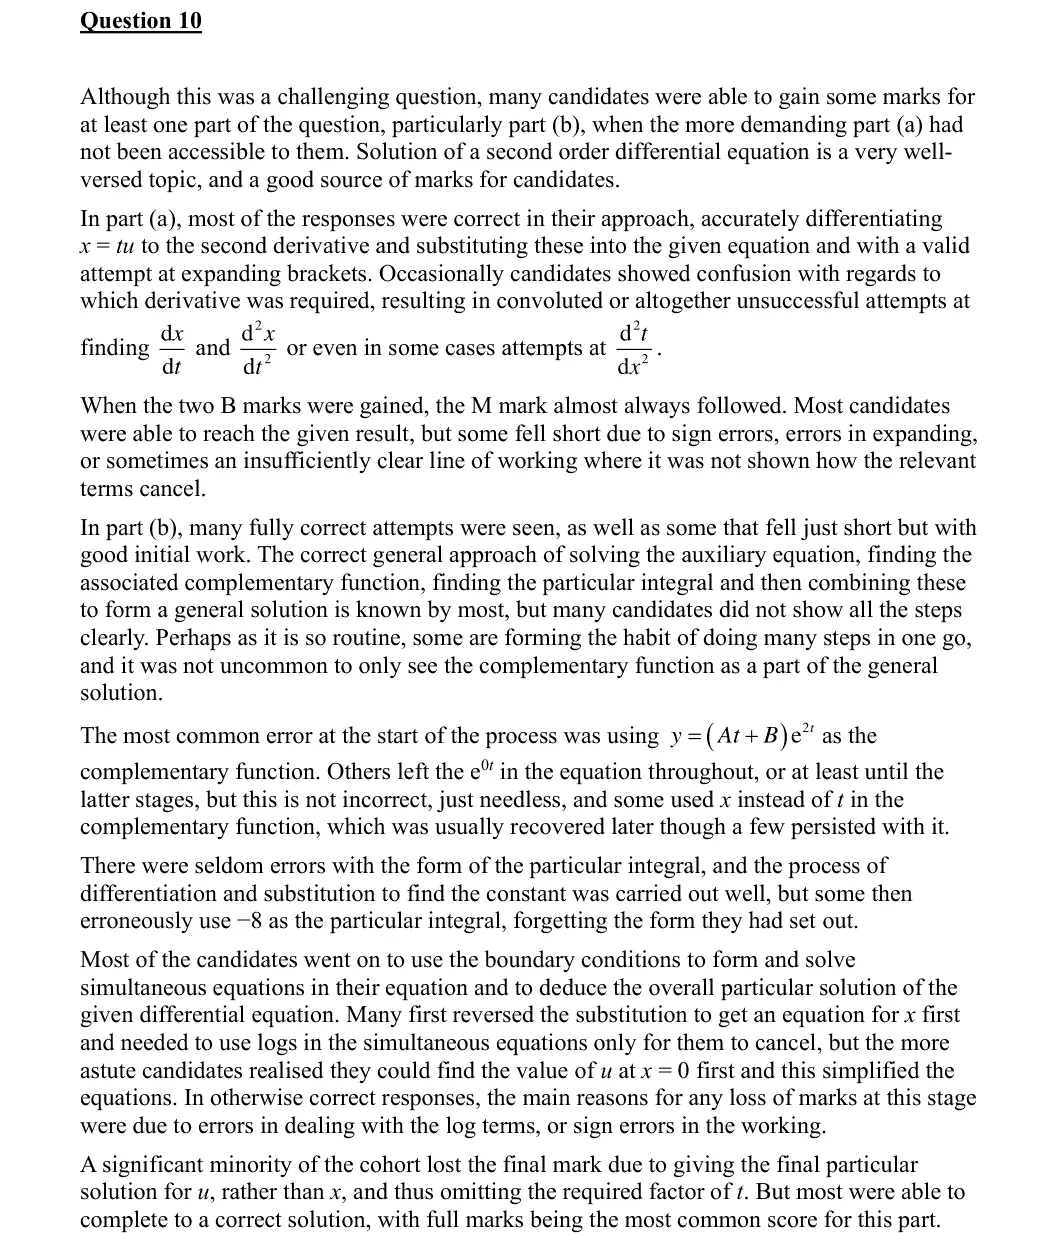 Question 10
Although this was a challenging question, many candidates were able to gain some marks for
at least one part of the question, particularly part (b), when the more demanding part (a) had
not been accessible to them. Solution of a second order differential equation is a very well-
versed topic, and a good source of marks for candidates.
In part (a), most of the responses were correct in their approach, accurately differentiating
x = tu to the second derivative and substituting these into the given equation and with a valid
attempt at expanding brackets. Occasionally candidates showed confusion with regards to
which derivative was required, resulting in convoluted or altogether unsuccessful attempts at
finding dx/dt and d²x/dt² or even in some cases attempts at d²t/dx².
When the two B marks were gained, the M mark almost always followed. Most candidates
were able to reach the given result, but some fell short due to sign errors, errors in expanding,
or sometimes an insufficiently clear line of working where it was not shown how the relevant
terms cancel.
In part (b), many fully correct attempts were seen, as well as some that fell just short but with
good initial work. The correct general approach of solving the auxiliary equation, finding the
associated complementary function, finding the particular integral and then combining these
to form a general solution is known by most, but many candidates did not show all the steps
clearly. Perhaps as it is so routine, some are forming the habit of doing many steps in one go,
and it was not uncommon to only see the complementary function as a part of the general
solution.
The most common error at the start of the process was using y = (At + B)e²ᵗ as the
complementary function. Others left the e⁰ᵗ in the equation throughout, or at least until the
latter stages, but this is not incorrect, just needless, and some used x instead of t in the
complementary function, which was usually recovered later though a few persisted with it.
There were seldom errors with the form of the particular integral, and the process of
differentiation and substitution to find the constant was carried out well, but some then
erroneously use −8 as the particular integral, forgetting the form they had set out.
Most of the candidates went on to use the boundary conditions to form and solve
simultaneous equations in their equation and to deduce the overall particular solution of the
given differential equation. Many first reversed the substitution to get an equation for x first
and needed to use logs in the simultaneous equations only for them to cancel, but the more
astute candidates realised they could find the value of u at x = 0 first and this simplified the
equations. In otherwise correct responses, the main reasons for any loss of marks at this stage
were due to errors in dealing with the log terms, or sign errors in the working.
A significant minority of the cohort lost the final mark due to giving the final particular
solution for u, rather than x, and thus omitting the required factor of t. But most were able to
complete to a correct solution, with full marks being the most common score for this part.